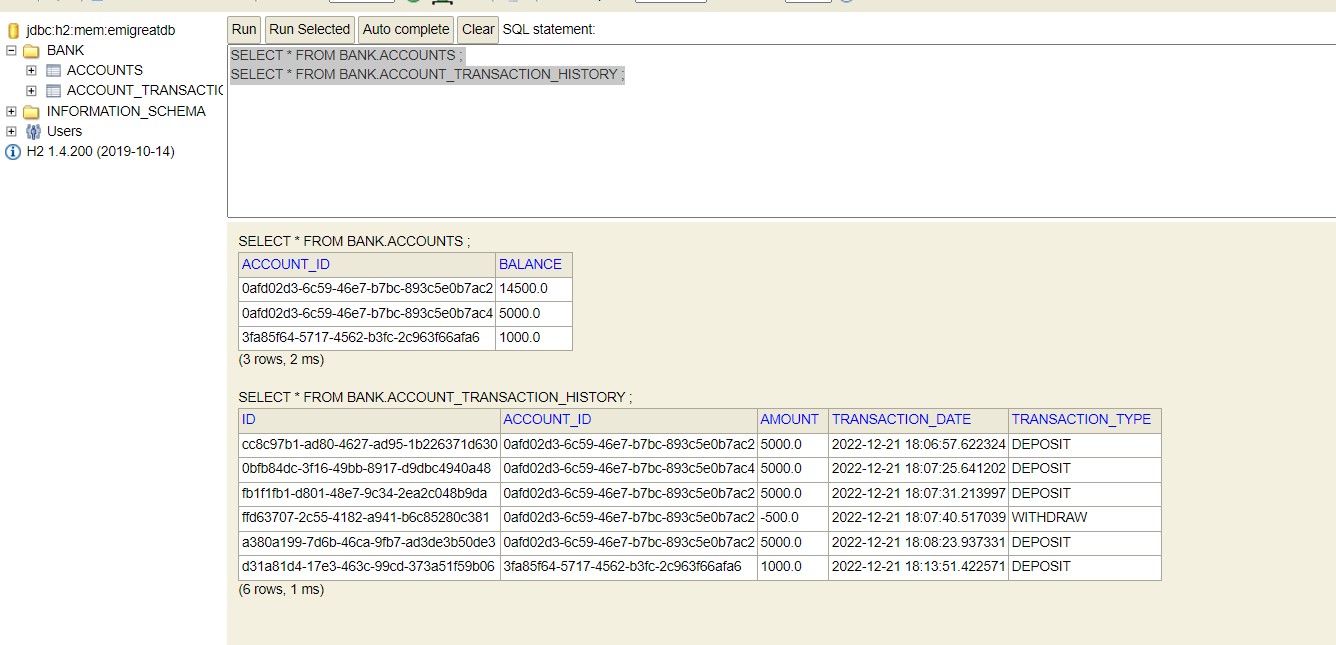 jdbc:h2:mem:emigreatdb
BANK
ACCOUNTS
ACCOUNT_TRANSACTIO
INFORMATION_SCHEMA
Users
H2 1.4.200 (2019-10-14)
Run Run Selected Auto complete Clear SQL statement:
SELECT * FROM BANK.ACCOUNTS ;
SELECT * FROM BANK.ACCOUNT_TRANSACTION_HISTORY ;
SELECT * FROM BANK.ACCOUNTS ;
ACCOUNT_ID BALANCE
0afd02d3-6c59-46e7-b7bc-893c5e0b7ac2 14500.0
0afd02d3-6c59-46e7-b7bc-893c5e0b7ac4 5000.0
3fa85f64-5717-4562-b3fc-2c963f66afa6 1000.0
(3 rows, 2 ms)
SELECT * FROM BANK.ACCOUNT_TRANSACTION_HISTORY ;
ID ACCOUNT_ID AMOUNT TRANSACTION_DATE TRANSACTION_TYPE
cc8c97b1-ad80-4627-ad95-1b226371d630 0afd02d3-6c59-46e7-b7bc-893c5e0b7ac2 5000.0 2022-12-21 18:06:57.622324 DEPOSIT
0bfb84dc-3f16-49bb-8917-d9dbc4940a48 0afd02d3-6c59-46e7-b7bc-893c5e0b7ac4 5000.0 2022-12-21 18:07:25.641202 DEPOSIT
fb1f1fb1-d801-48e7-9c34-2ea2c048b9da 0afd02d3-6c59-46e7-b7bc-893c5e0b7ac2 5000.0 2022-12-21 18:07:31.213997 DEPOSIT
ffd63707-2c55-4182-a941-b6c85280c381 0afd02d3-6c59-46e7-b7bc-893c5e0b7ac2 -500.0 2022-12-21 18:07:40.517039 WITHDRAW
a380a199-7d6b-46ca-9fb7-ad3de3b50de3 0afd02d3-6c59-46e7-b7bc-893c5e0b7ac2 5000.0 2022-12-21 18:08:23.937331 DEPOSIT
d31a81d4-17e3-463c-99cd-373a51f59b06 3fa85f64-5717-4562-b3fc-2c963f66afa6 1000.0 2022-12-21 18:13:51.422571 DEPOSIT
(6 rows, 1 ms)